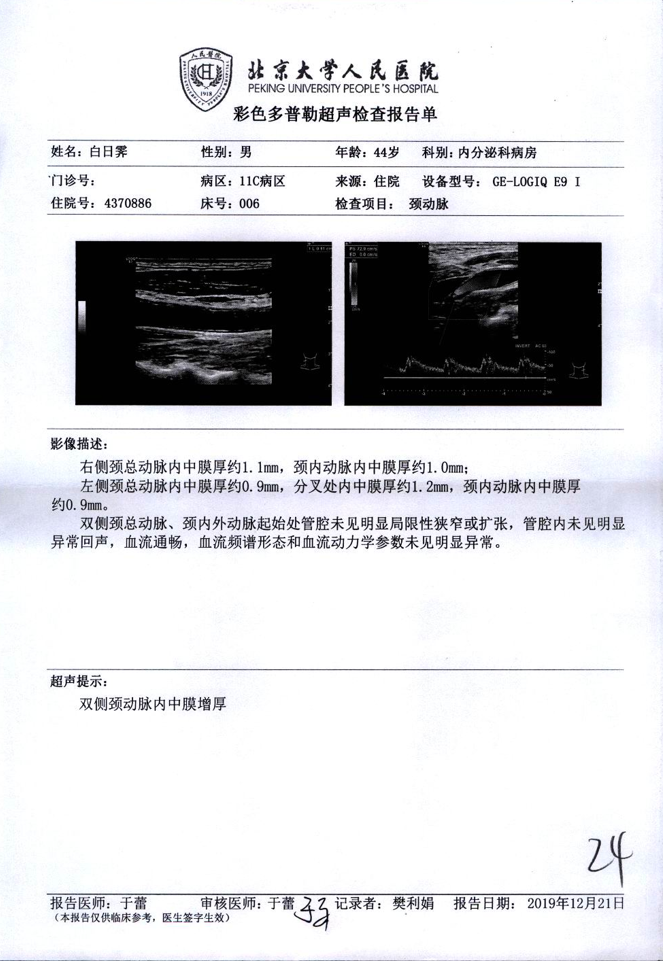 北京大学人民医院
PEKING UNIVERSITY PEOPLE'S HOSPITAL
彩色多普勒超声检查报告单
姓名：白日霁 性别：男 年龄：44岁 科别：内分泌科病房
门诊号： 病区：11C病区 来源：住院 设备型号： GE-LOGIQ E9 I
住院号：4370886 床号：006 检查项目： 颈动脉
影像描述：
右侧颈总动脉内中膜厚约1.1mm，颈内动脉内中膜厚约1.0mm；
左侧颈总动脉内中膜厚约0.9mm，分叉处内中膜厚约1.2mm，颈内动脉内中膜厚
约0.9mm。
双侧颈总动脉、颈内外动脉起始处管腔未见明显局限性狭窄或扩张，管腔内未见明显
异常回声，血流通畅，血流频谱形态和血流动力学参数未见明显异常。
超声提示：
双侧颈动脉内中膜增厚
24
报告医师：于蕾 审核医师：于蕾 记录者：樊利娟 报告日期： 2019年12月21日
（本报告仅供临床参考，医生签字生效）